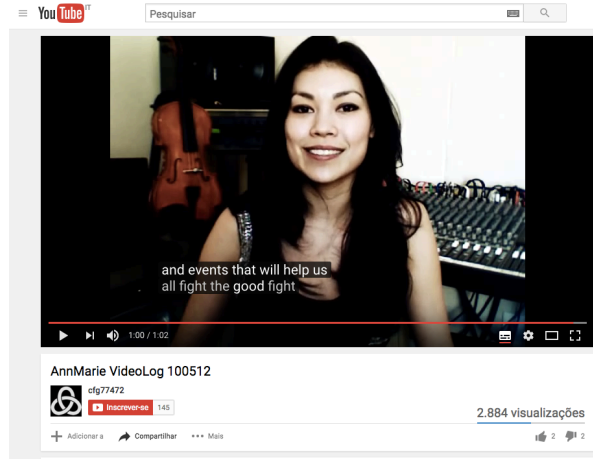 YouTube IT
Pesquisar
and events that will help us
all fight the good fight
1:00 / 1:02
AnnMarie VideoLog 100512
cfg77472
Inscrever-se 145
2.884 visualizações
Adicionar a Compartilhar Mais 2 2